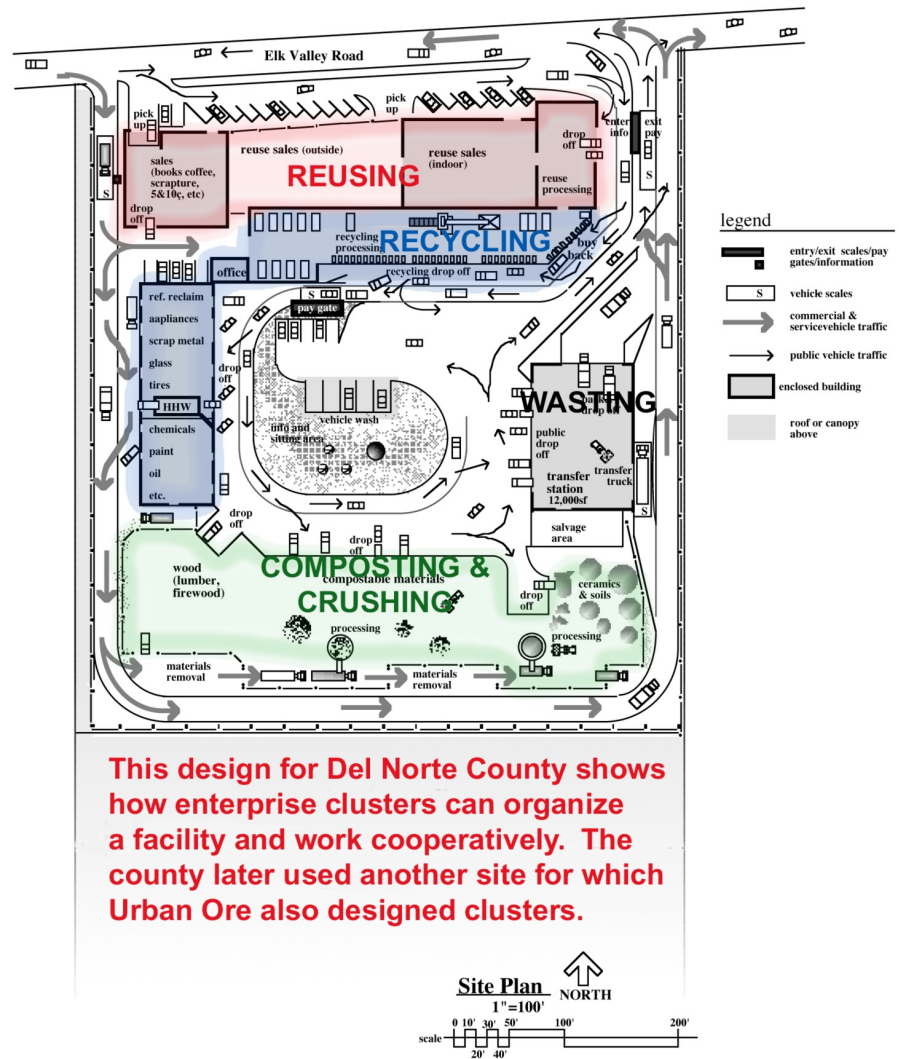 Elk Valley Road
pick
up
pick
up
enter
info
exit
pay
sales
(books coffee,
scrapture,
5&10¢, etc)
drop
off
S
reuse sales (outside)
REUSING
reuse sales
(indoor)
drop
off
reuse
processing
S
recycling
processing
RECYCLING
buy
back
recycling drop off
office
S
pay gate
ref. reclaim
aapliances
scrap metal
glass
tires
HHW
chemicals
paint
oil
etc.
drop
off
vehicle wash
info and
sitting area
WASTING
drop off
public
drop
off
transfer
station
12,000sf
transfer
truck
S
salvage
area
drop
off
drop
off
wood
(lumber,
firewood)
COMPOSTING &
CRUSHING
compostable materials
processing
drop
off
ceramics
& soils
processing
materials
removal
materials
removal
legend
entry/exit scales/pay
gates/information
S
vehicle scales
commercial &
servicevehicle traffic
public vehicle traffic
enclosed building
roof or canopy
above
This design for Del Norte County shows
how enterprise clusters can organize
a facility and work cooperatively. The
county later used another site for which
Urban Ore also designed clusters.
Site Plan
1"=100'
NORTH
scale
0 10' 30' 50' 100' 200'
20' 40'